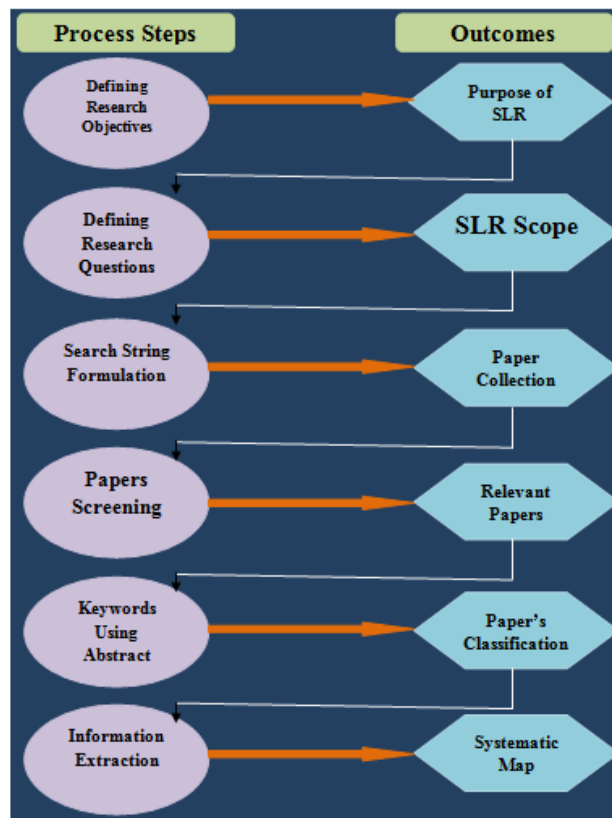 Process Steps
Outcomes
Defining
Research
Objectives
Purpose of
SLR
Defining
Research
Questions
SLR Scope
Search String
Formulation
Paper
Collection
Papers
Screening
Relevant
Papers
Keywords
Using
Abstract
Paper's
Classification
Information
Extraction
Systematic
Map